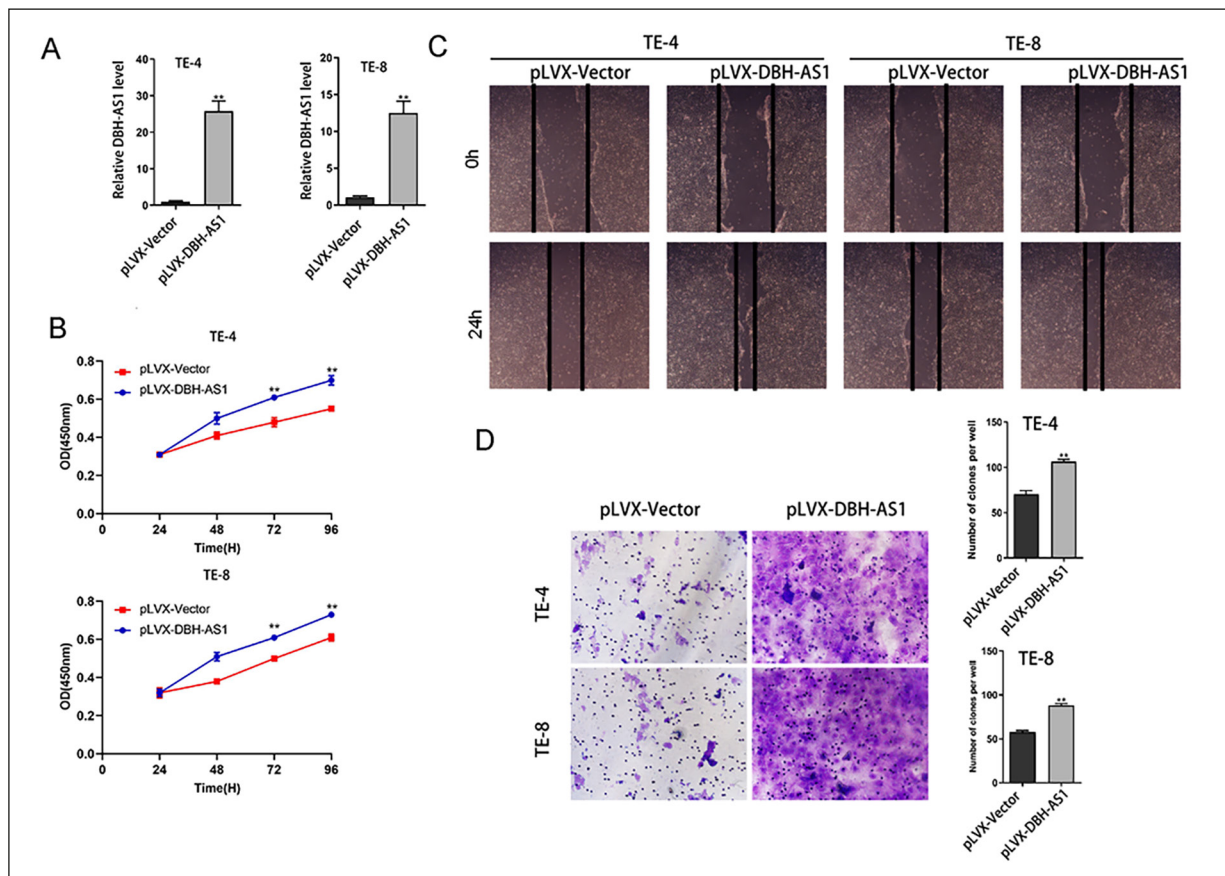 A
TE-4
Relative DBH-AS1 level
40
30
20
10
0
**
pLVX-Vector
pLVX-DBH-AS1
TE-8
Relative DBH-AS1 level
20
15
10
5
0
**
pLVX-Vector
pLVX-DBH-AS1
B
TE-4
pLVX-Vector
pLVX-DBH-AS1
OD(450nm)
0.8
0.6
0.4
0.2
0.0
** **
0 24 48 72 96
Time(H)
TE-8
pLVX-Vector
pLVX-DBH-AS1
OD(450nm)
0.8
0.6
0.4
0.2
0.0
** **
0 24 48 72 96
Time(H)
C
TE-4 TE-8
pLVX-Vector pLVX-DBH-AS1 pLVX-Vector pLVX-DBH-AS1
0h
24h
D
pLVX-Vector pLVX-DBH-AS1
TE-4
TE-8
TE-4
Number of clones per well
150
100
50
0
**
pLVX-Vector
pLVX-DBH-AS1
TE-8
Number of clones per well
150
100
50
0
**
pLVX-Vector
pLVX-DBH-AS1